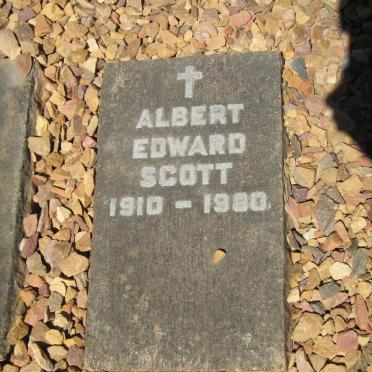 ALBERT
EDWARD
SCOTT
1910 - 1980